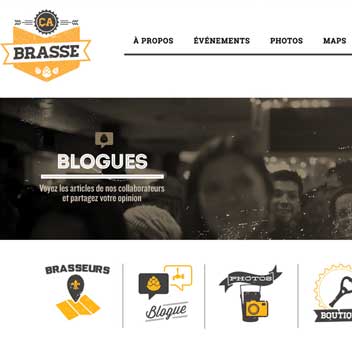 CA
BRASSE
À PROPOS ÉVÉNEMENTS PHOTOS MAPS
BLOGUES
Voyez les articles de nos collaborateurs
et partagez votre opinion
BRASSEURS
Blogue
PHOTOS
BOUTIQ